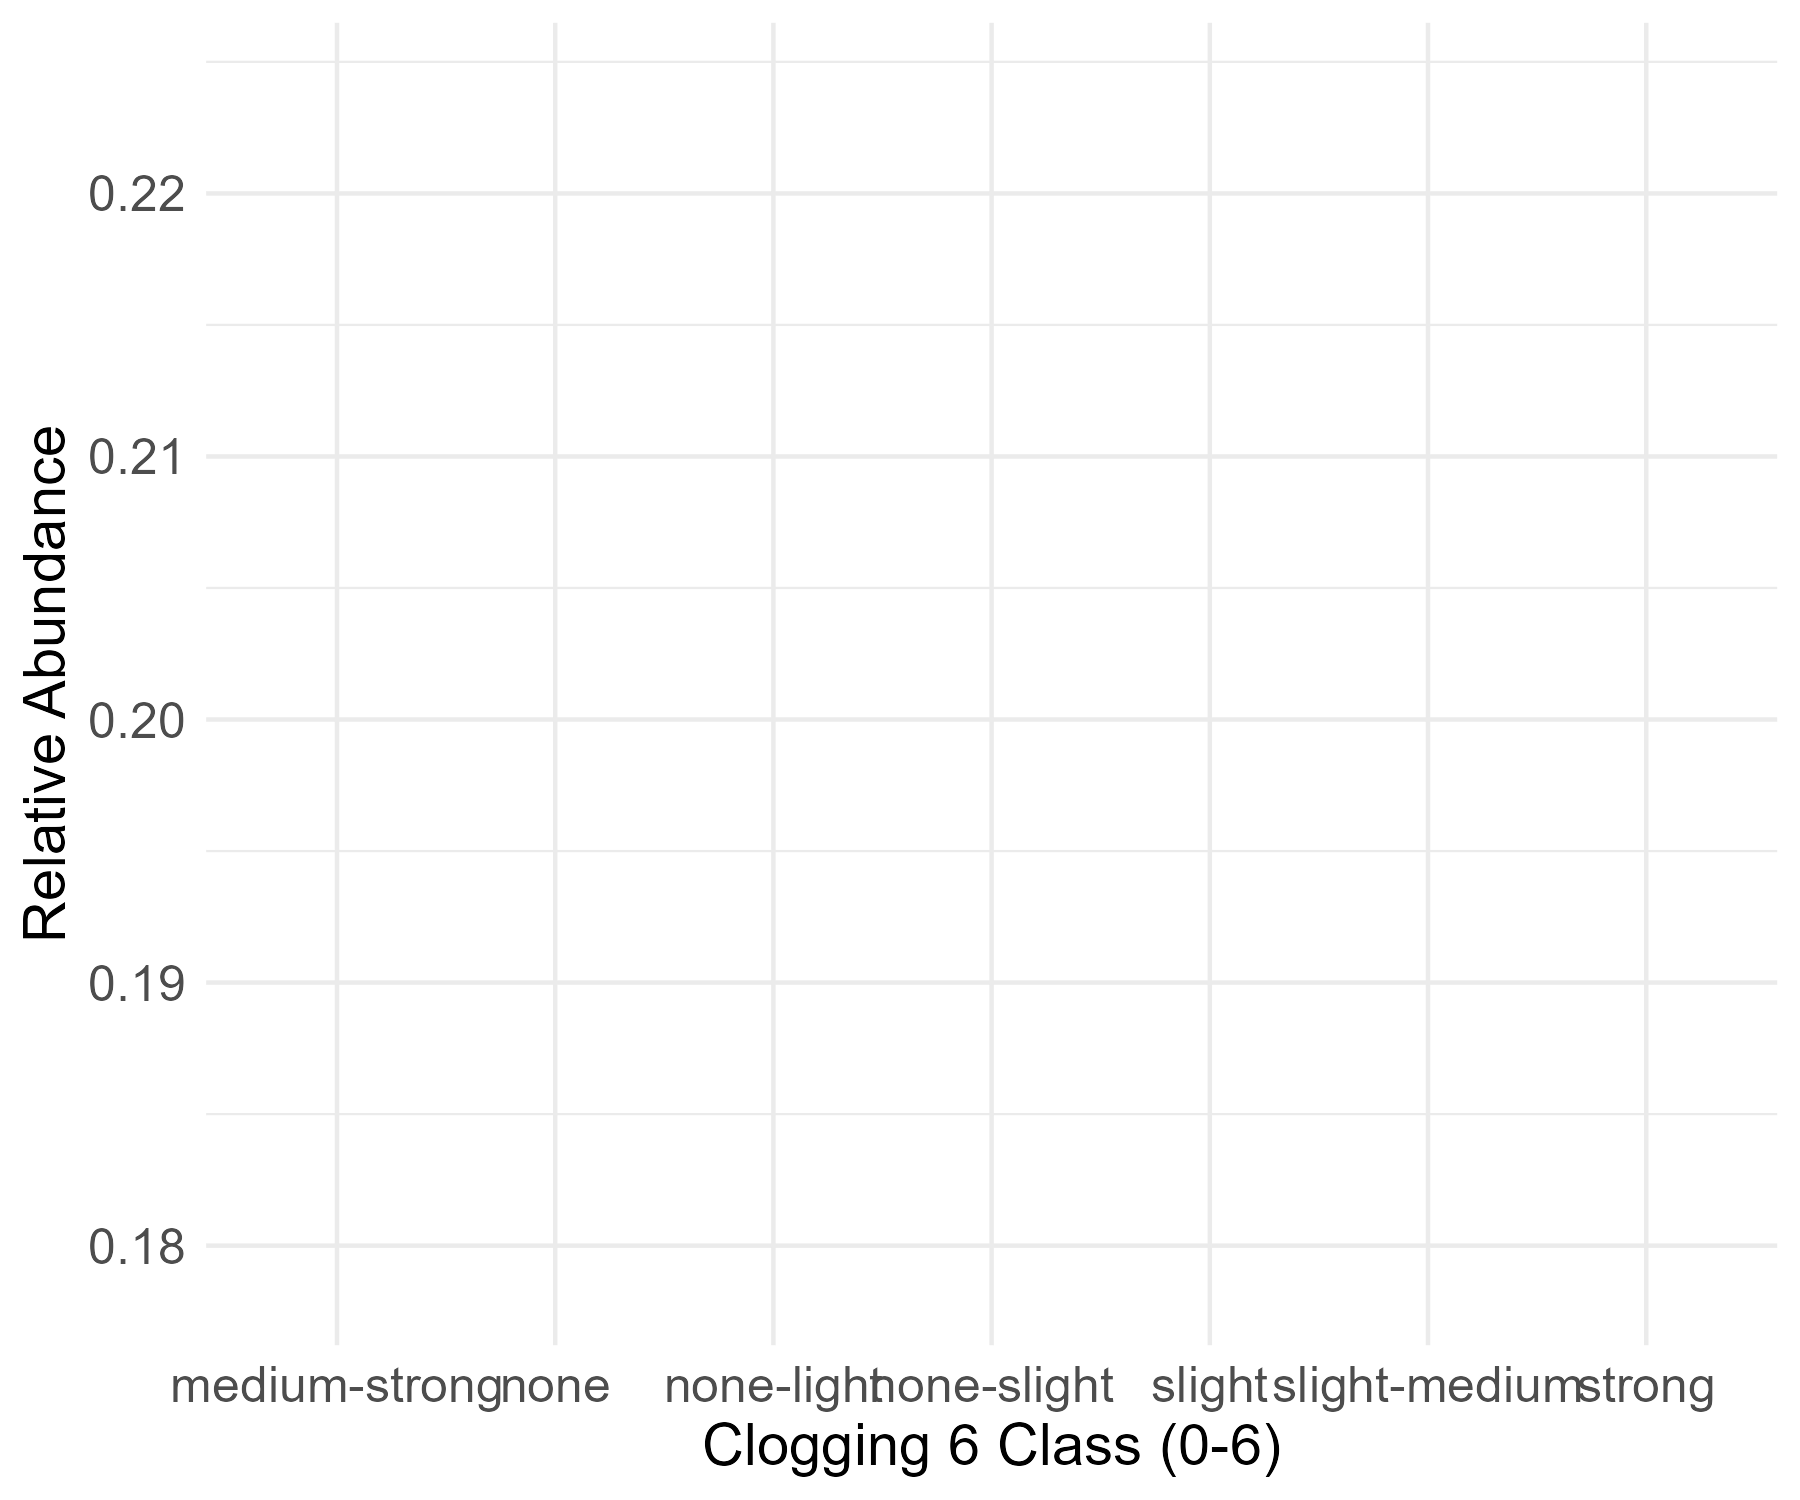 Relative Abundance
0.22
0.21
0.20
0.19
0.18
medium-strong none none-light none-slight slight slight-medium strong
Clogging 6 Class (0-6)